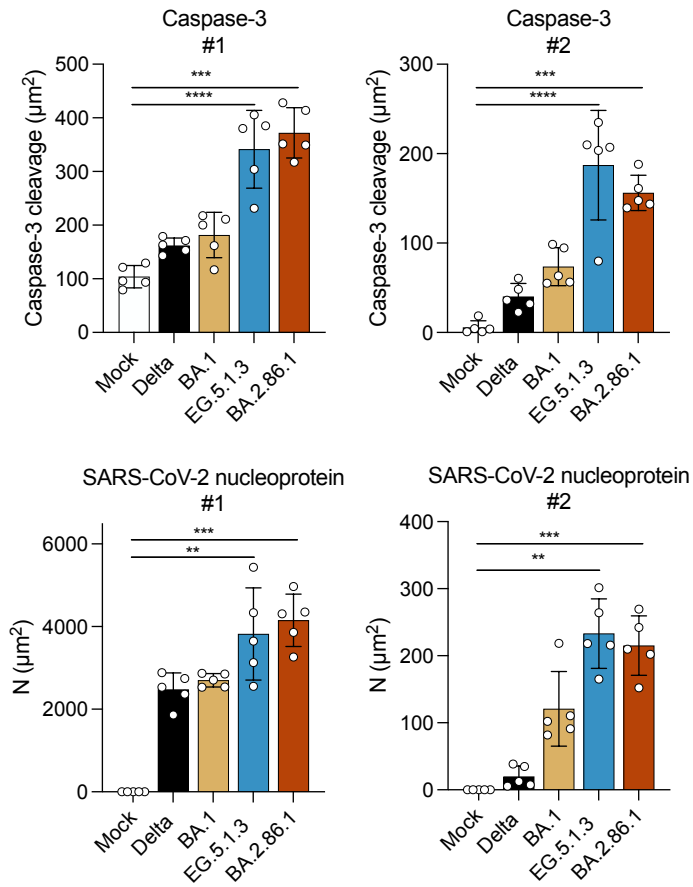 Caspase-3
#1
Caspase-3 cleavage (µm²)
500
400
300
200
100
0
***
****
Mock
Delta
BA.1
EG.5.1.3
BA.2.86.1
Caspase-3
#2
Caspase-3 cleavage (µm²)
300
200
100
0
***
****
Mock
Delta
BA.1
EG.5.1.3
BA.2.86.1
SARS-CoV-2 nucleoprotein
#1
N (µm²)
6000
4000
2000
0
***
**
Mock
Delta
BA.1
EG.5.1.3
BA.2.86.1
SARS-CoV-2 nucleoprotein
#2
N (µm²)
400
300
200
100
0
***
**
Mock
Delta
BA.1
EG.5.1.3
BA.2.86.1